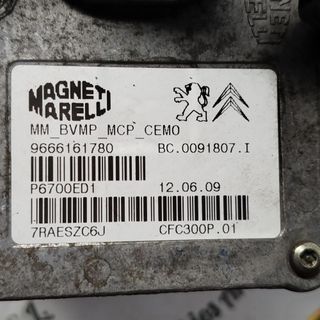 MAGNETI
MARELLI
MM_BVMP_MCP_CEMO
9666161780 BC.0091807.I
P6700ED1 12.06.09
7RAESZC6J CFC300P.01